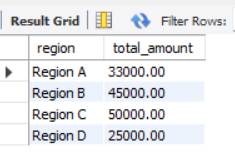 Result Grid Filter Rows:
region total_amount
Region A 33000.00
Region B 45000.00
Region C 50000.00
Region D 25000.00